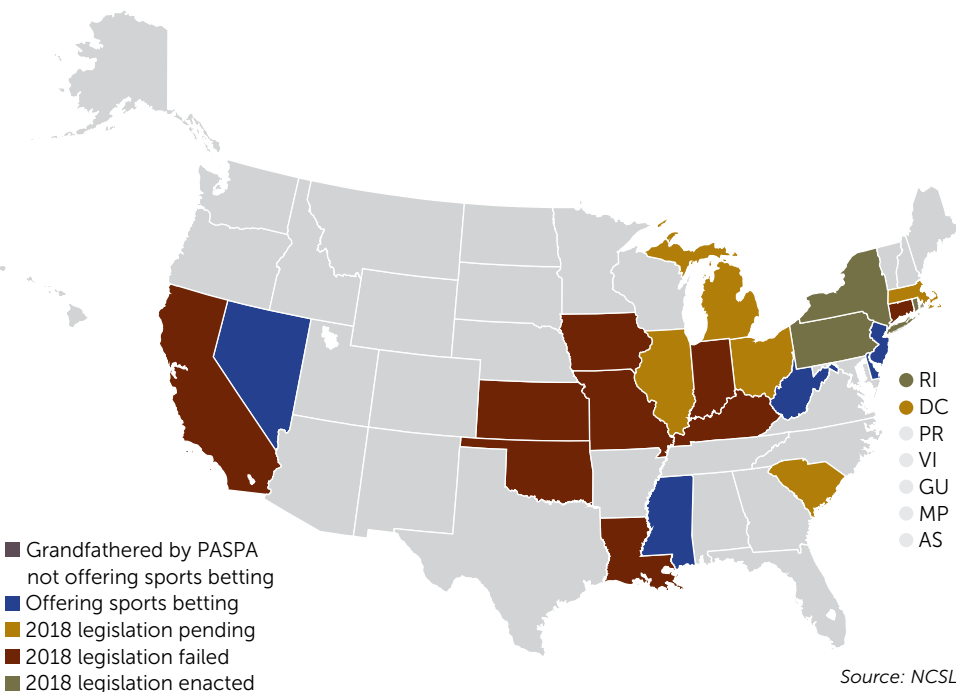 RI
DC
PR
VI
GU
MP
AS
Grandfathered by PASPA
not offering sports betting
Offering sports betting
2018 legislation pending
2018 legislation failed
2018 legislation enacted
Source: NCSL